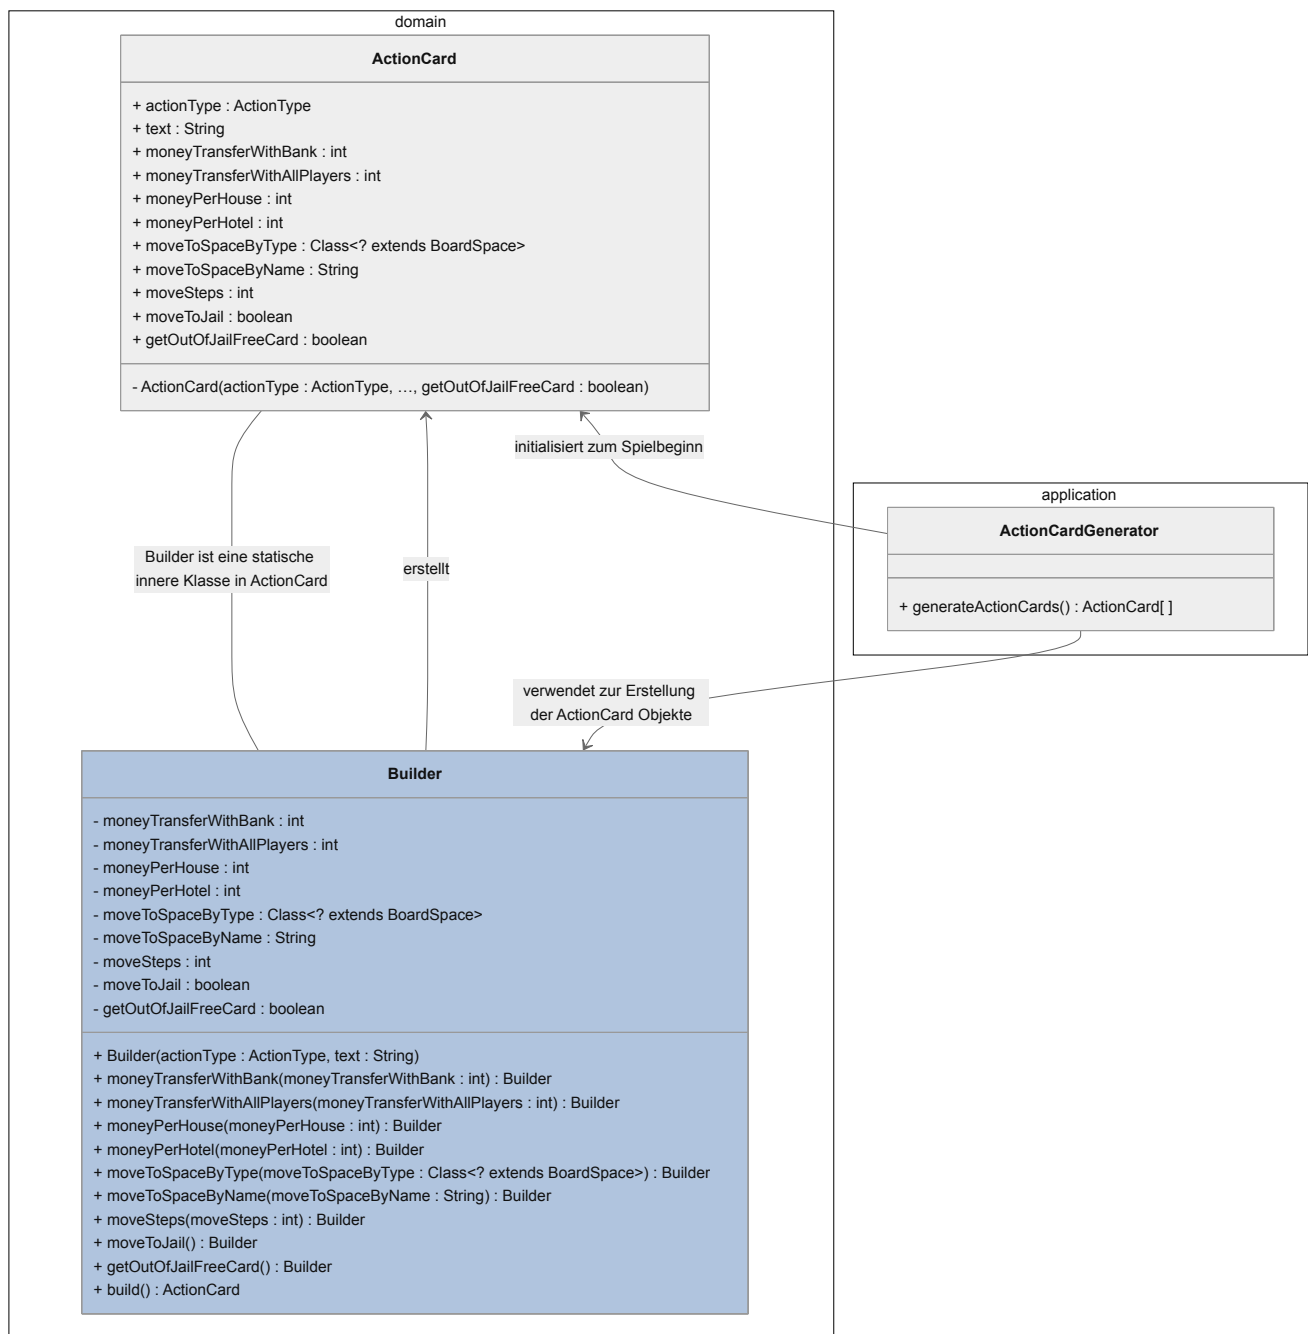 domain
ActionCard
+ actionType : ActionType
+ text : String
+ moneyTransferWithBank : int
+ moneyTransferWithAllPlayers : int
+ moneyPerHouse : int
+ moneyPerHotel : int
+ moveToSpaceByType : Class<? extends BoardSpace>
+ moveToSpaceByName : String
+ moveSteps : int
+ moveToJail : boolean
+ getOutOfJailFreeCard : boolean
- ActionCard(actionType : ActionType, …, getOutOfJailFreeCard : boolean)
initialisiert zum Spielbeginn
application
ActionCardGenerator
+ generateActionCards() : ActionCard[ ]
Builder ist eine statische
innere Klasse in ActionCard
erstellt
verwendet zur Erstellung
der ActionCard Objekte
Builder
- moneyTransferWithBank : int
- moneyTransferWithAllPlayers : int
- moneyPerHouse : int
- moneyPerHotel : int
- moveToSpaceByType : Class<? extends BoardSpace>
- moveToSpaceByName : String
- moveSteps : int
- moveToJail : boolean
- getOutOfJailFreeCard : boolean
+ Builder(actionType : ActionType, text : String)
+ moneyTransferWithBank(moneyTransferWithBank : int) : Builder
+ moneyTransferWithAllPlayers(moneyTransferWithAllPlayers : int) : Builder
+ moneyPerHouse(moneyPerHouse : int) : Builder
+ moneyPerHotel(moneyPerHotel : int) : Builder
+ moveToSpaceByType(moveToSpaceByType : Class<? extends BoardSpace>) : Builder
+ moveToSpaceByName(moveToSpaceByName : String) : Builder
+ moveSteps(moveSteps : int) : Builder
+ moveToJail() : Builder
+ getOutOfJailFreeCard() : Builder
+ build() : ActionCard